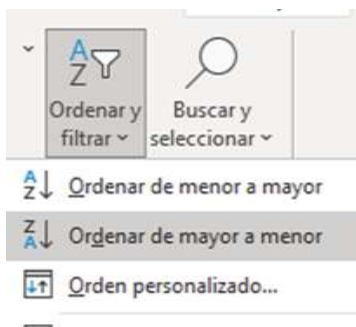 Ordenar y
filtrar
Buscar y
seleccionar
Ordenar de menor a mayor
Ordenar de mayor a menor
Orden personalizado...